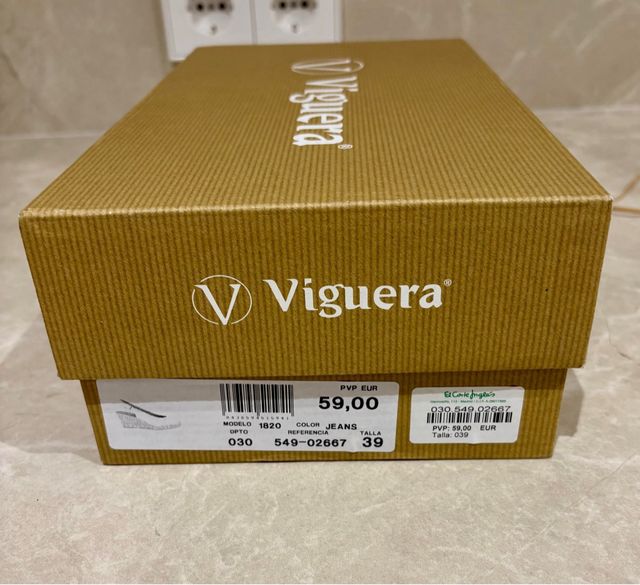 V Viguera®
V Viguera®
PVP EUR
59,00
MODELO 1820 COLOR JEANS
DPTO REFERENCIA TALLA
030 549-02667 39
El Corte Inglés
030 549 02667
PVP: 59,00 EUR
Talla: 039